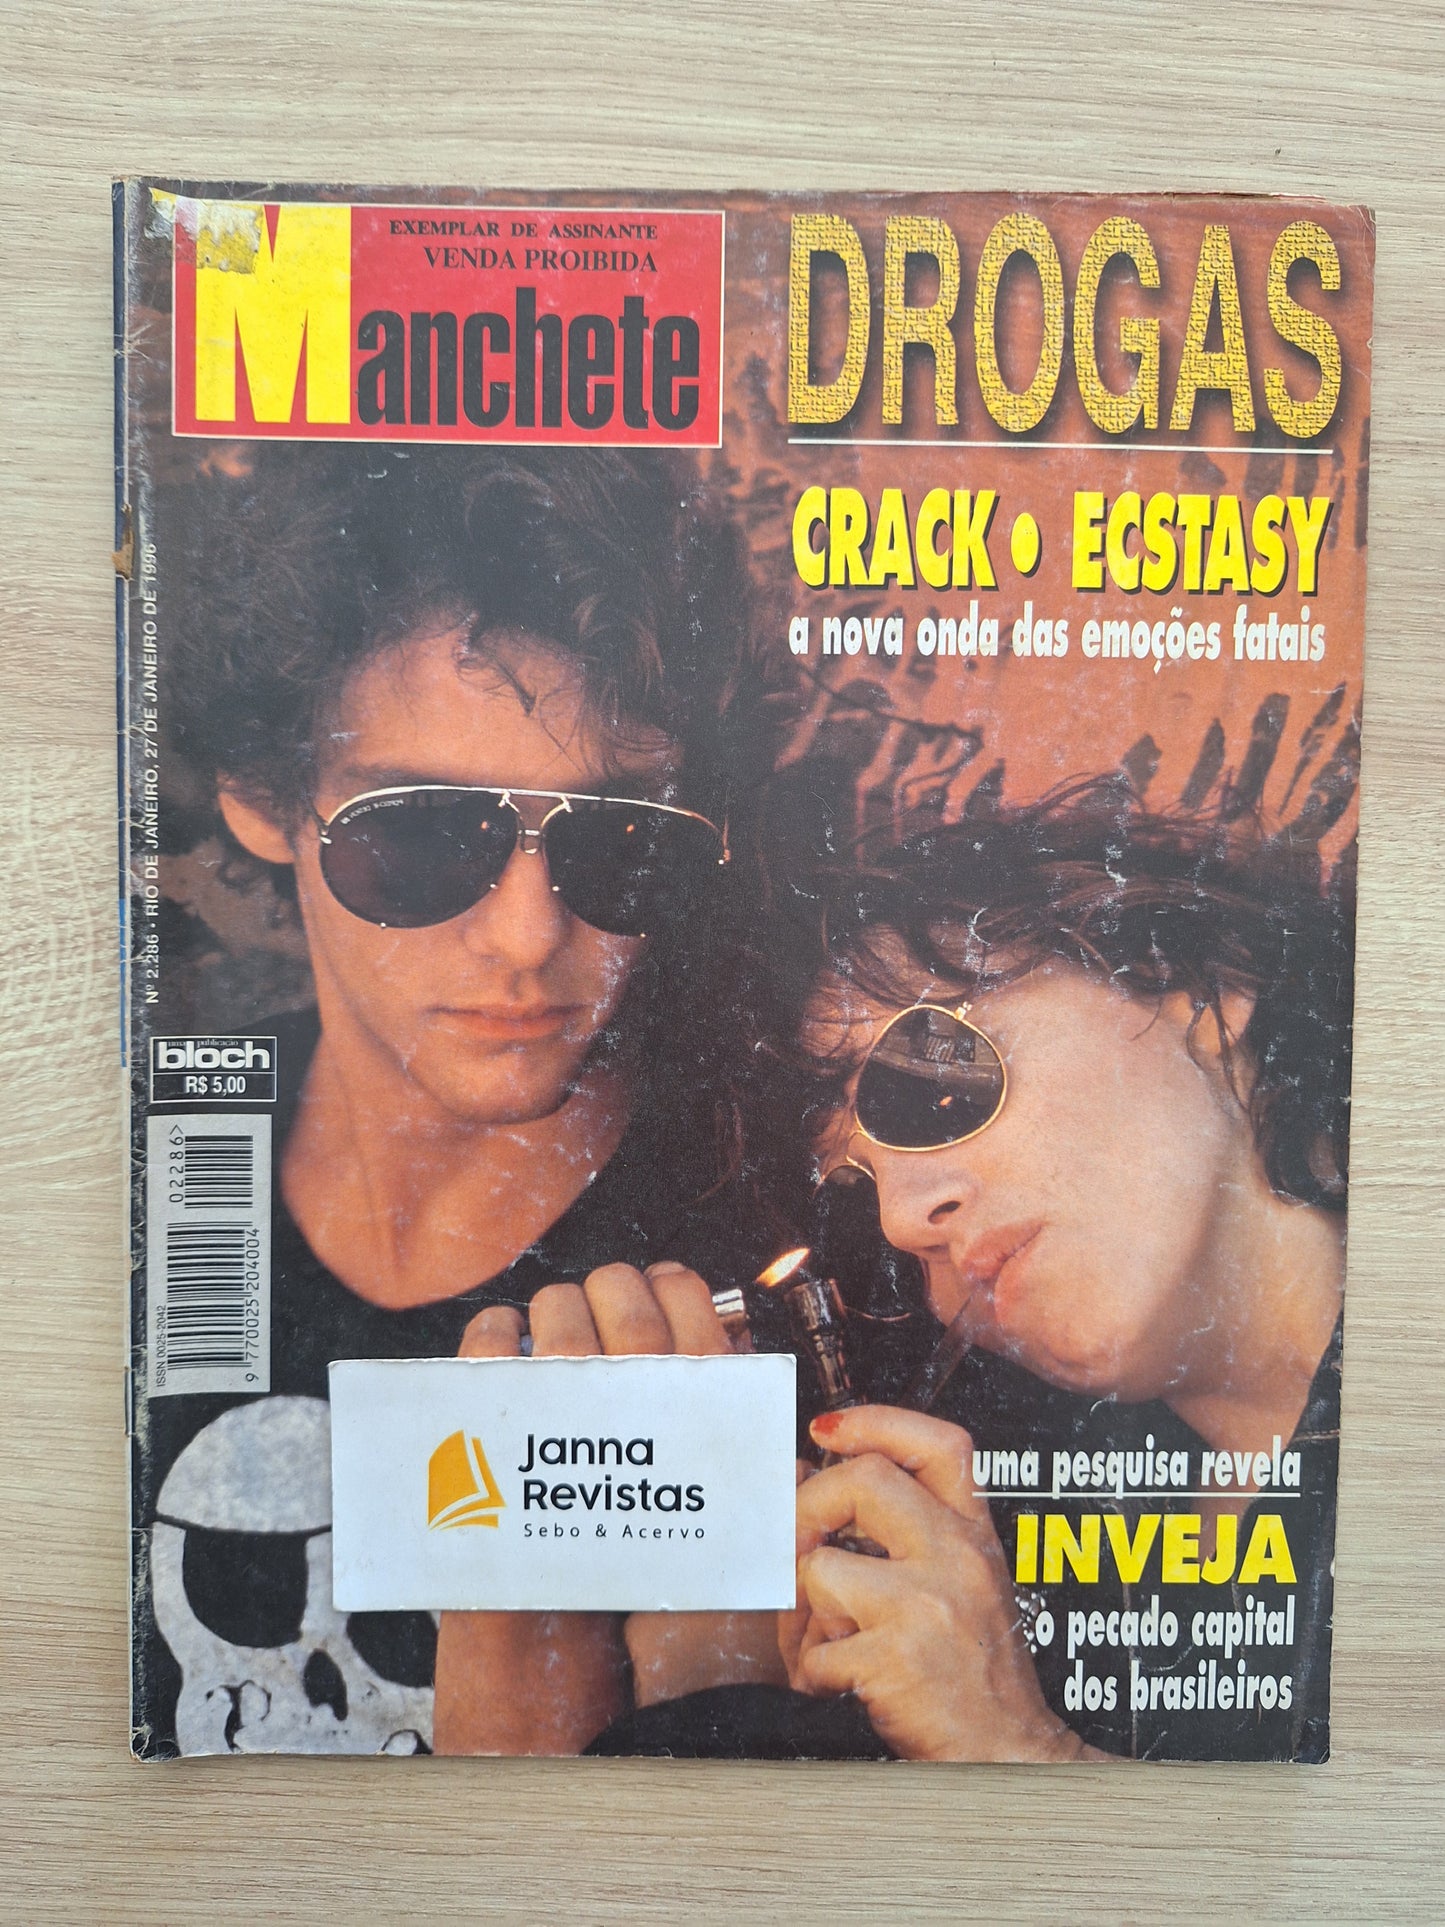 EXEMPLAR DE ASSINANTE
VENDA PROIBIDA
Manchete
DROGAS
CRACK • ECSTASY
a nova onda das emoções fatais
Nº 2.286 • RIO DE JANEIRO, 27 DE JANEIRO DE 1996
uma publicação
bloch
R$ 5,00
02286>
9 770025 204004
ISSN 0025-2042
Janna
Revistas
Sebo & Acervo
uma pesquisa revela
INVEJA
o pecado capital
dos brasileiros